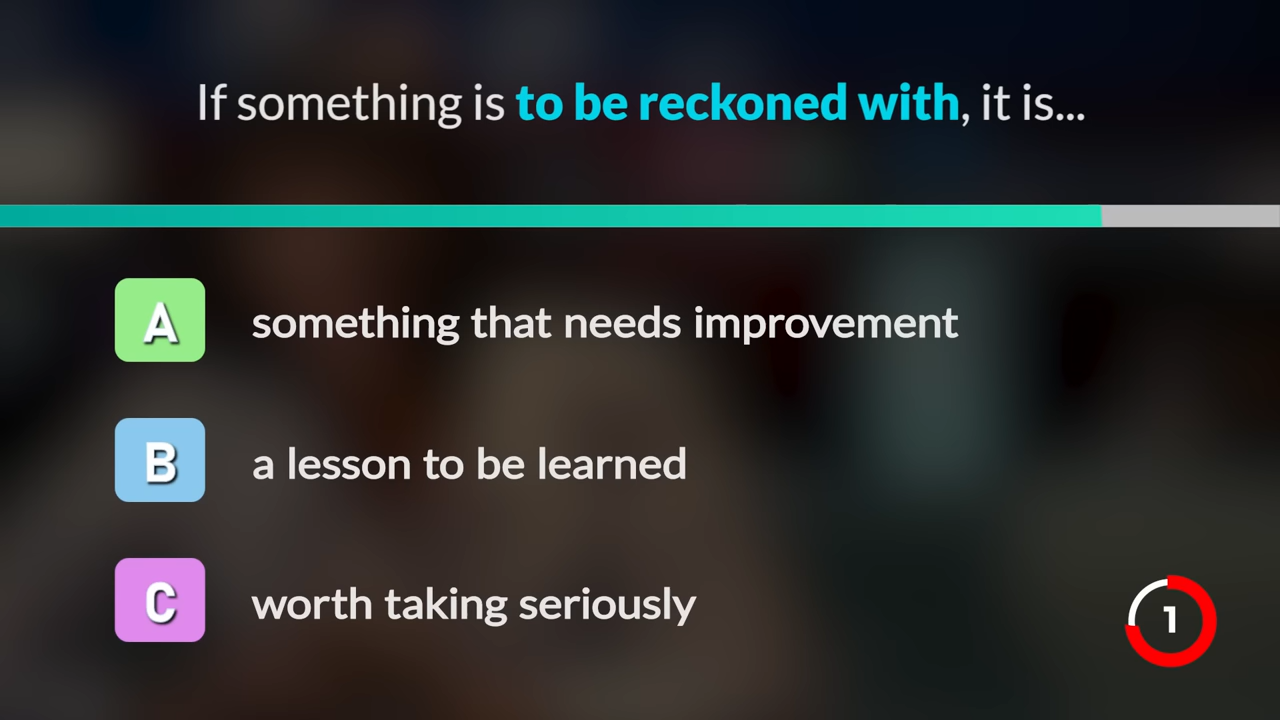 If something is to be reckoned with, it is...
A something that needs improvement
B a lesson to be learned
C worth taking seriously
1